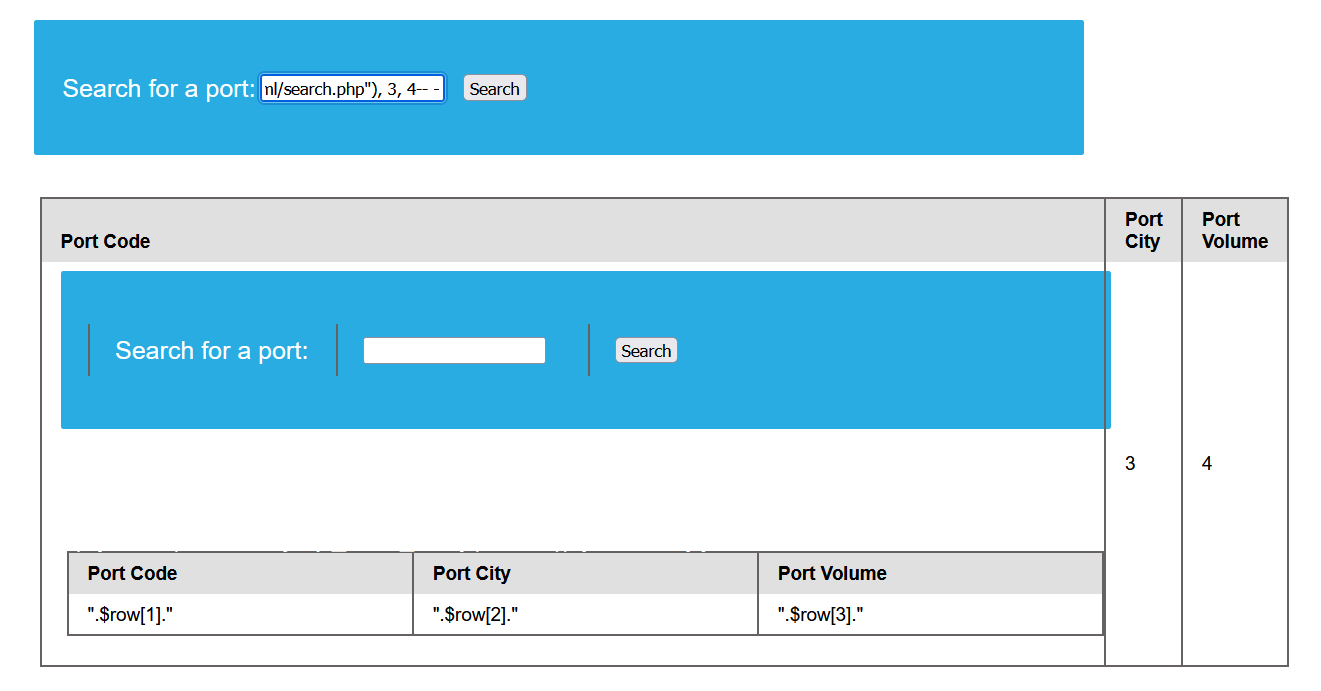 Search for a port: nl/search.php"), 3, 4-- - Search
Port Code Port City Port Volume
Search for a port: Search
3 4
Port Code Port City Port Volume
".$row[1]." ".$row[2]." ".$row[3]."